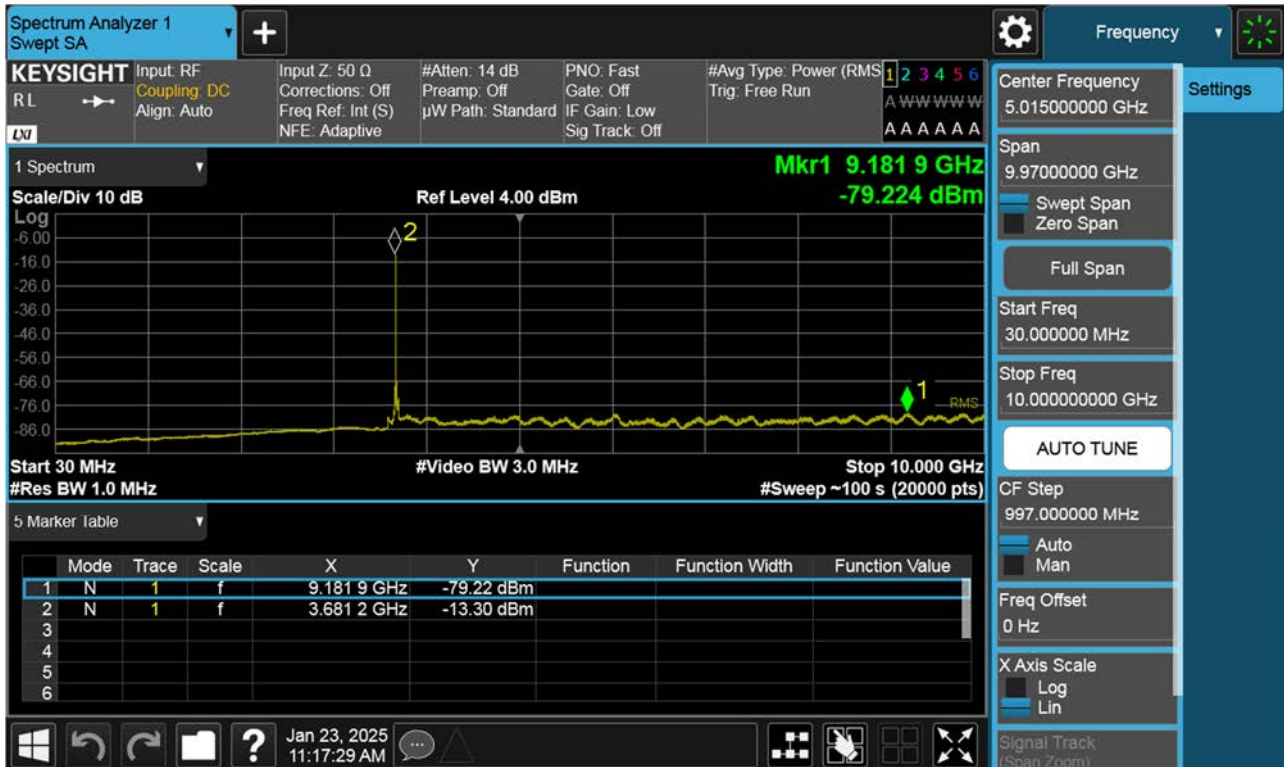 Spectrum Analyzer 1
Swept SA
+
Frequency
KEYSIGHT
RL
LXI
Input: RF
Coupling: DC
Align: Auto
Input Z: 50 Ω
Corrections: Off
Freq Ref: Int (S)
NFE: Adaptive
#Atten: 14 dB
Preamp: Off
µW Path: Standard
PNO: Fast
Gate: Off
IF Gain: Low
Sig Track: Off
#Avg Type: Power (RMS
Trig: Free Run
1 2 3 4 5 6
A W W W W W
A A A A A A
1 Spectrum
Scale/Div 10 dB
Ref Level 4.00 dBm
Mkr1 9.181 9 GHz
-79.224 dBm
Log
-6.00
-16.0
-26.0
-36.0
-46.0
-56.0
-66.0
-76.0
-86.0
2
1
RMS
Start 30 MHz
#Video BW 3.0 MHz
Stop 10.000 GHz
#Res BW 1.0 MHz
#Sweep ~100 s (20000 pts)
5 Marker Table
Mode Trace Scale X Y Function Function Width Function Value
1 N 1 f 9.181 9 GHz -79.22 dBm
2 N 1 f 3.681 2 GHz -13.30 dBm
3
4
5
6
?
Jan 23, 2025
11:17:29 AM
Center Frequency
5.015000000 GHz
Settings
Span
9.97000000 GHz
Swept Span
Zero Span
Full Span
Start Freq
30.000000 MHz
Stop Freq
10.000000000 GHz
AUTO TUNE
CF Step
997.000000 MHz
Auto
Man
Freq Offset
0 Hz
X Axis Scale
Log
Lin
Signal Track
(Span Zoom)